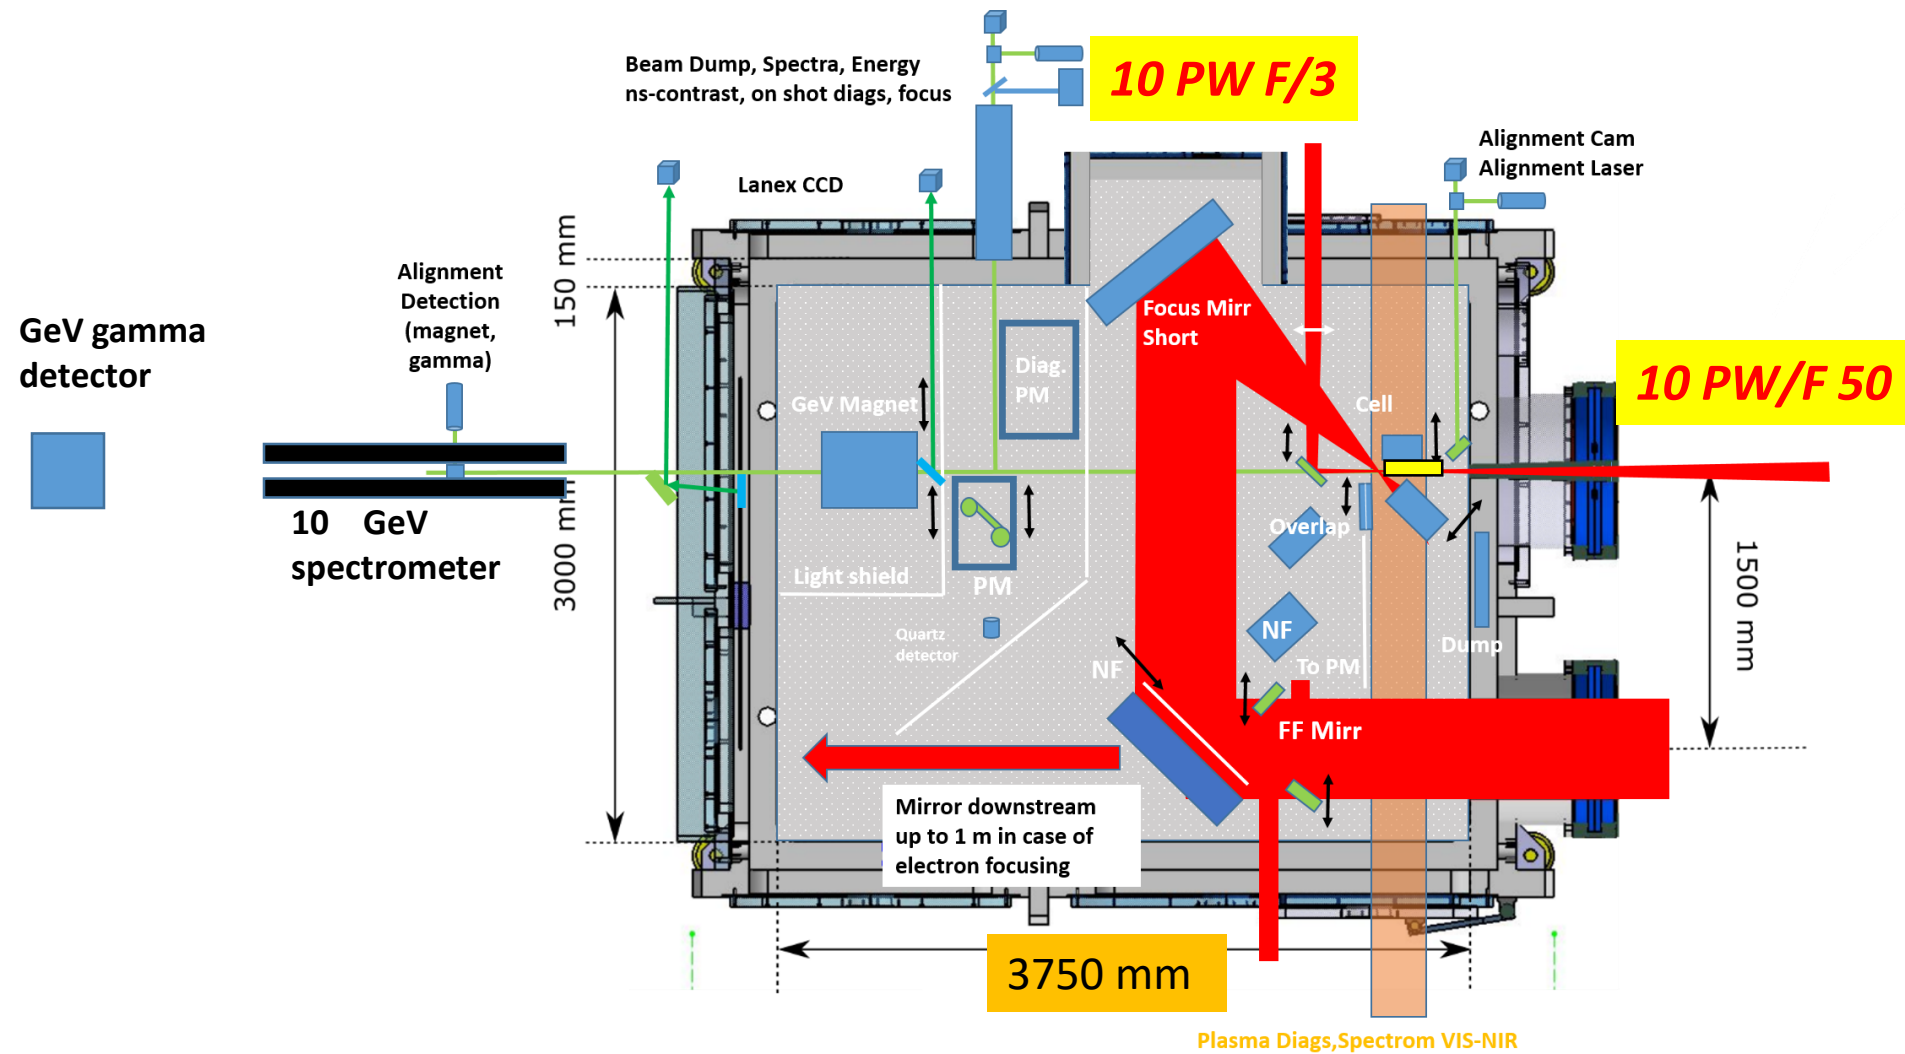 Beam Dump, Spectra, Energy
ns-contrast, on shot diags, focus
10 PW F/3
Alignment Cam
Alignment Laser
Lanex CCD
150 mm
Alignment
Detection
(magnet,
gamma)
GeV gamma
detector
Focus Mirr
Short
Diag.
PM
10 PW/F 50
GeV Magnet
Cell
10 GeV
spectrometer
3000 mm
Overlap
Light shield
PM
1500 mm
Quartz
detector
NF
NF
To PM
Dump
FF Mirr
Mirror downstream
up to 1 m in case of
electron focusing
3750 mm
Plasma Diags,Spectrom VIS-NIR